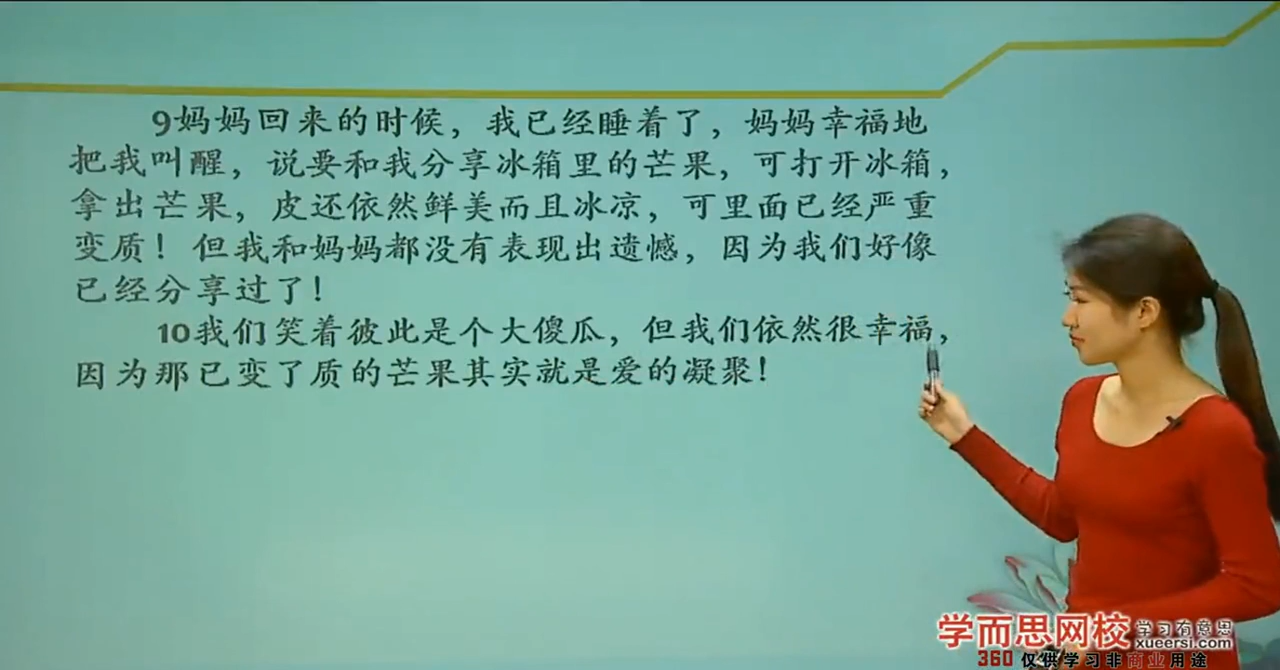 9妈妈回来的时候，我已经睡着了，妈妈幸福地
把我叫醒，说要和我分享冰箱里的芒果，可打开冰箱，
拿出芒果，皮还依然鲜美而且冰凉，可里面已经严重
变质！但我和妈妈都没有表现出遗憾，因为我们好像
已经分享过了！
10我们笑着彼此是个大傻瓜，但我们依然很幸福，
因为那已变了质的芒果其实就是爱的凝聚！
学而思网校 学习有意思
xueersi.com
360 仅供学习非商业用途